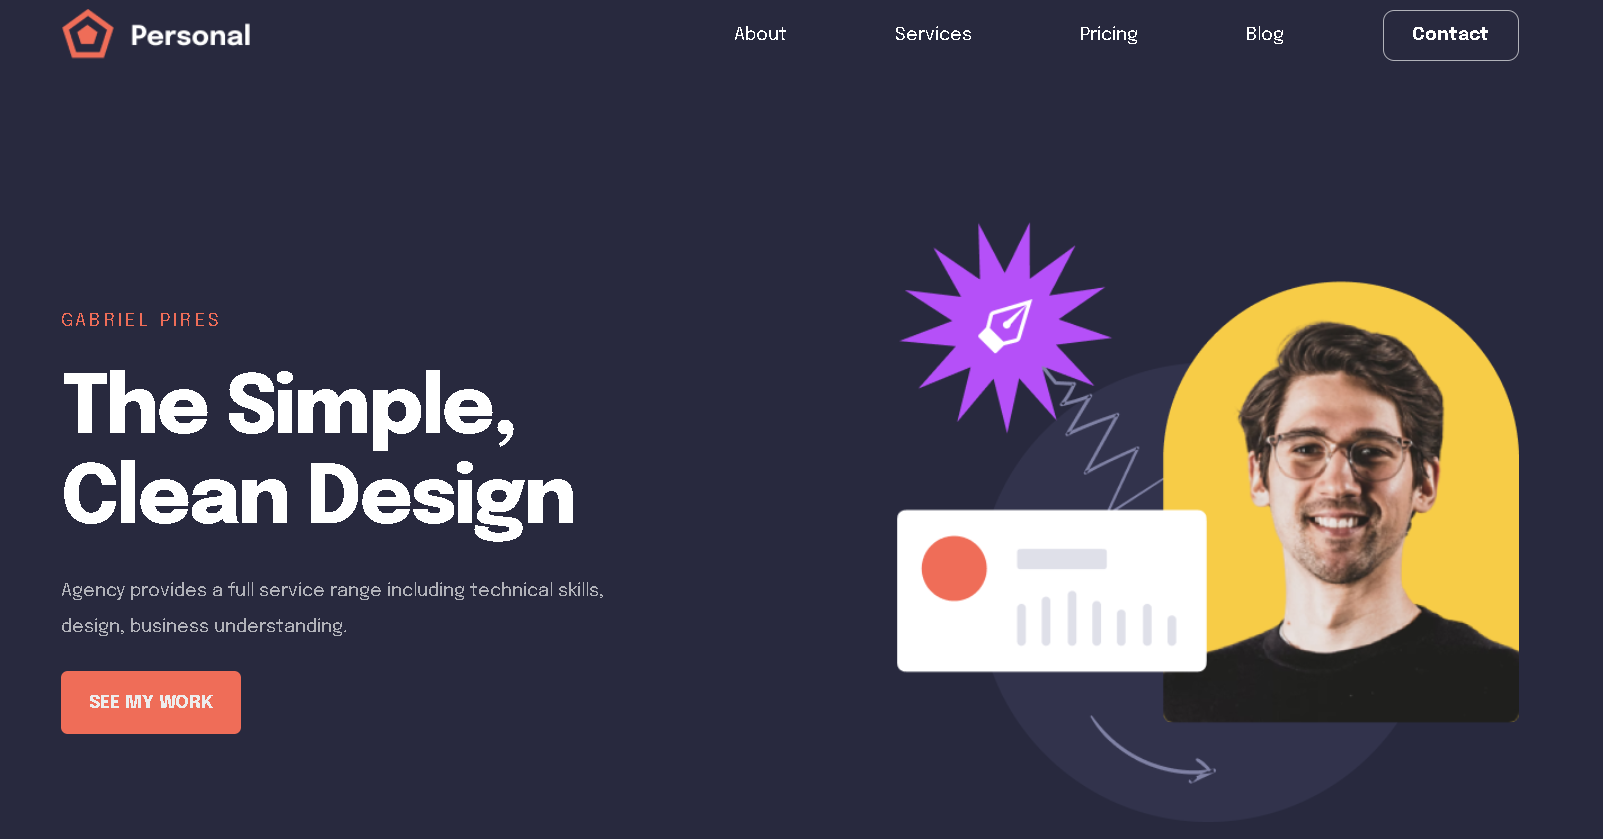 Personal
About
Services
Pricing
Blog
Contact
GABRIEL PIRES
The Simple,
Clean Design
Agency provides a full service range including technical skills,
design, business understanding.
SEE MY WORK